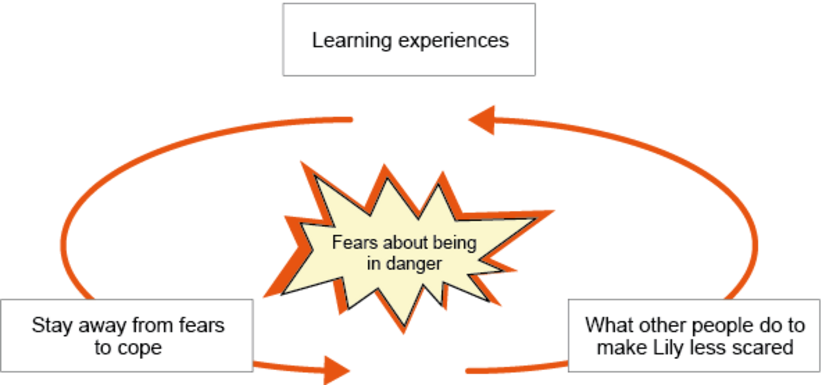 Learning experiences
Fears about being
in danger
Stay away from fears
to cope
What other people do to
make Lily less scared